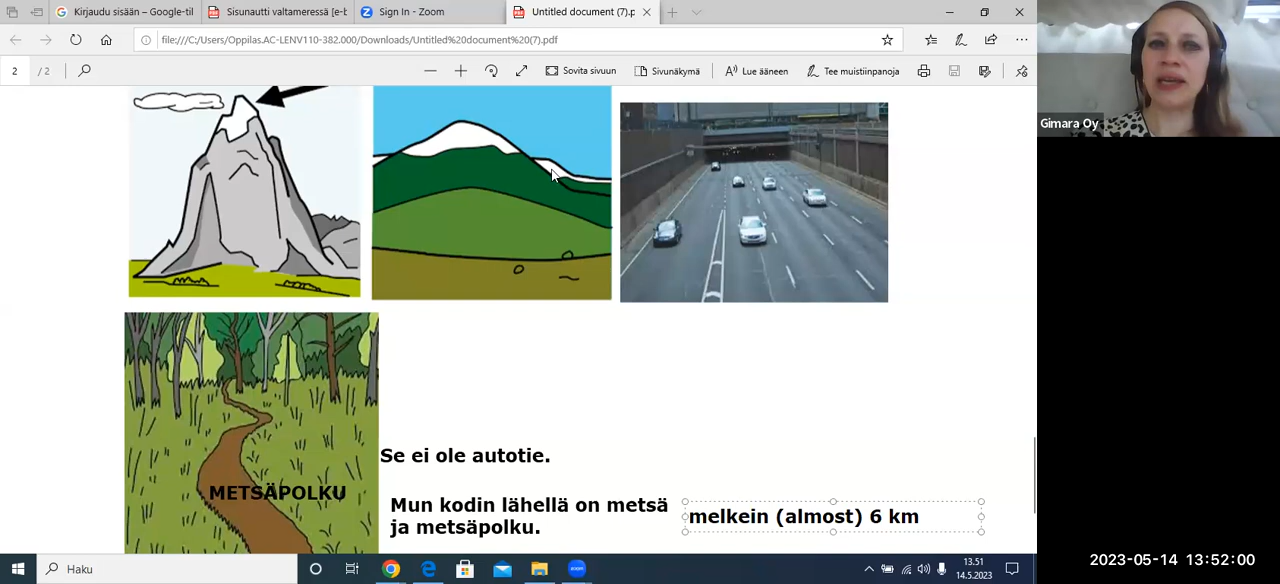 Kirjaudu sisään – Google-til
Sisunautti valtameressä [e-b
Sign In - Zoom
Untitled document (7).p
file:///C:/Users/Oppilas.AC-LENV110-382.000/Downloads/Untitled%20document%20(7).pdf
2 / 2
Sovita sivuun
Sivunäkymä
Lue ääneen
Tee muistiinpanoja
Gimara Oy
METSÄPOLKU
Se ei ole autotie.
Mun kodin lähellä on metsä
ja metsäpolku.
melkein (almost) 6 km
Haku
zoom
13.51
14.5.2023
2023-05-14 13:52:00